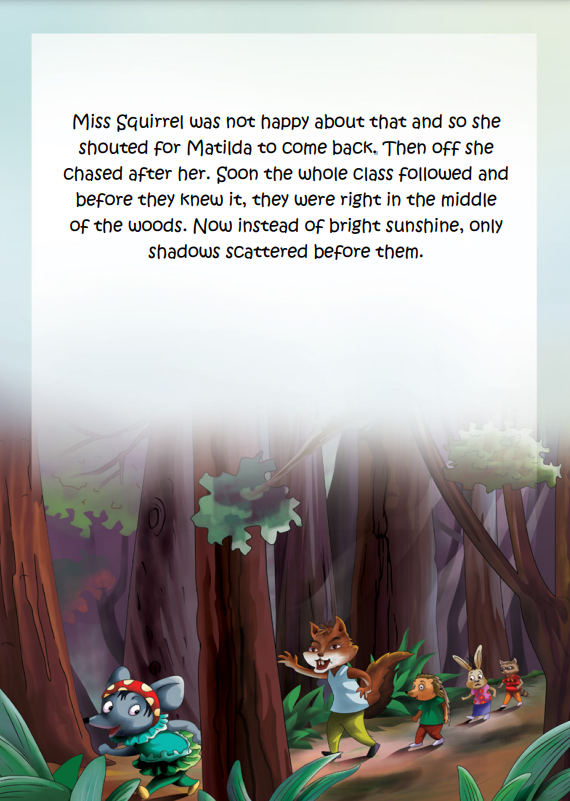 Miss Squirrel was not happy about that and so she
shouted for Matilda to come back. Then off she
chased after her. Soon the whole class followed and
before they knew it, they were right in the middle
of the woods. Now instead of bright sunshine, only
shadows scattered before them.